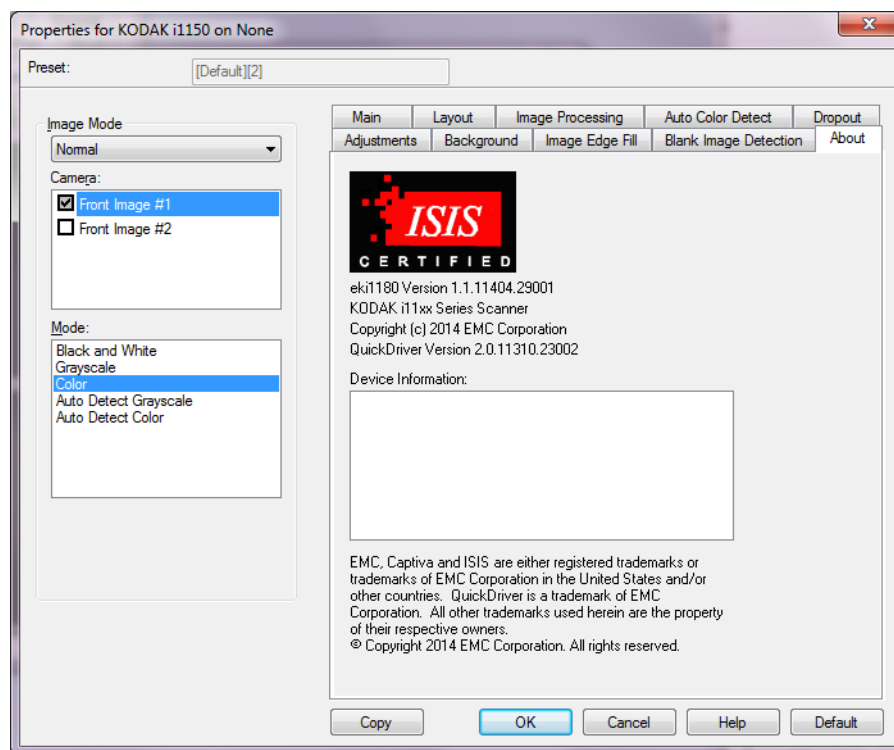 Properties for KODAK i1150 on None
Preset:
[Default][2]
Image Mode
Normal
Camera:
Front Image #1
Front Image #2
Mode:
Black and White
Grayscale
Color
Auto Detect Grayscale
Auto Detect Color
Main
Layout
Image Processing
Auto Color Detect
Dropout
Adjustments
Background
Image Edge Fill
Blank Image Detection
About
ISIS
CERTIFIED
eki1180 Version 1.1.11404.29001
KODAK i11xx Series Scanner
Copyright (c) 2014 EMC Corporation
QuickDriver Version 2.0.11310.23002
Device Information:
EMC, Captiva and ISIS are either registered trademarks or
trademarks of EMC Corporation in the United States and/or
other countries.  QuickDriver is a trademark of EMC
Corporation.  All other trademarks used herein are the property
of their respective owners.
© Copyright 2014 EMC Corporation. All rights reserved.
Copy
OK
Cancel
Help
Default